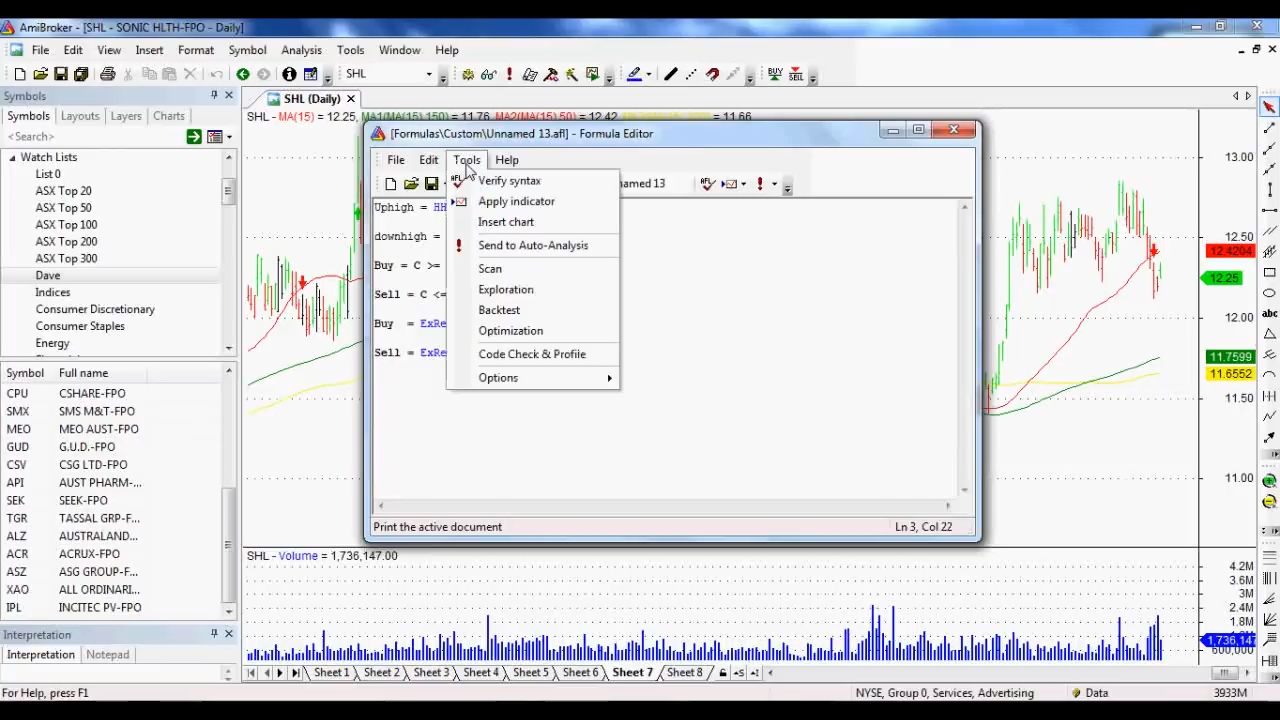 AmiBroker - [SHL - SONIC HLTH-FPO - Daily]
File Edit View Insert Format Symbol Analysis Tools Window Help
SHL
BUY SELL
Symbols
SHL (Daily)
Symbols Layouts Layers Charts
SHL - MA(15) = 12.25, MA1(MA(15),150) = 11.76, MA2(MA(15),50) = 12.42, = 11.66
<Search>
Watch Lists
List 0
ASX Top 20
ASX Top 50
ASX Top 100
ASX Top 200
ASX Top 300
Dave
Indices
Consumer Discretionary
Consumer Staples
Energy
Symbol Full name
CPU CSHARE-FPO
SMX SMS M&T-FPO
MEO MEO AUST-FPO
GUD G.U.D.-FPO
CSV CSG LTD-FPO
API AUST PHARM-...
SEK SEEK-FPO
TGR TASSAL GRP-F...
ALZ AUSTRALAND...
ACR ACRUX-FPO
ASZ ASG GROUP-F...
XAO ALL ORDINARI...
IPL INCITEC PV-FPO
Interpretation
Interpretation Notepad
[Formulas\Custom\Unnamed 13.afl] - Formula Editor
File Edit Tools Help
named 13
Uphigh = HH
downhigh =
Buy = C >=
Sell = C <=
Buy = ExRe
Sell = ExRe
Verify syntax
Apply indicator
Insert chart
Send to Auto-Analysis
Scan
Exploration
Backtest
Optimization
Code Check & Profile
Options
Print the active document
Ln 3, Col 22
13.00
12.50
12.4204
12.25
12.00
11.7599
11.6552
11.50
11.00
abc
SHL - Volume = 1,736,147.00
4.2M
3.6M
3.0M
2.4M
1.8M
1,736,147
600,000
Sheet 1 Sheet 2 Sheet 3 Sheet 4 Sheet 5 Sheet 6 Sheet 7 Sheet 8
For Help, press F1
NYSE, Group 0, Services, Advertising
Data
3933M